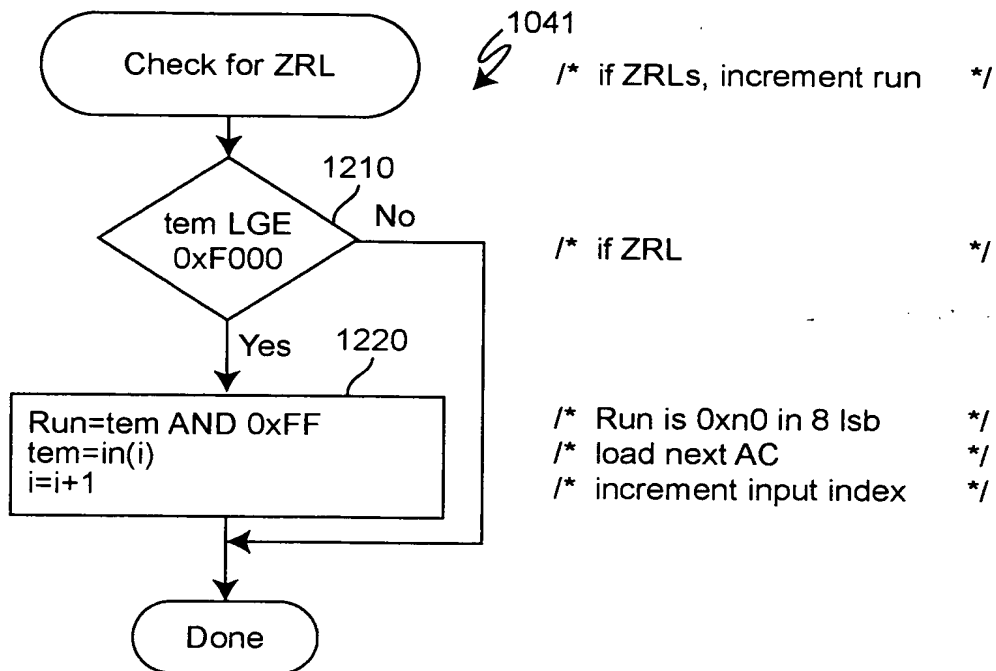 1041
Check for ZRL
/* if ZRLs, increment run */
1210
tem LGE
0xF000
No
/* if ZRL */
Yes
1220
Run=tem AND 0xFF
tem=in(i)
i=i+1
/* Run is 0xn0 in 8 lsb */
/* load next AC */
/* increment input index */
Done